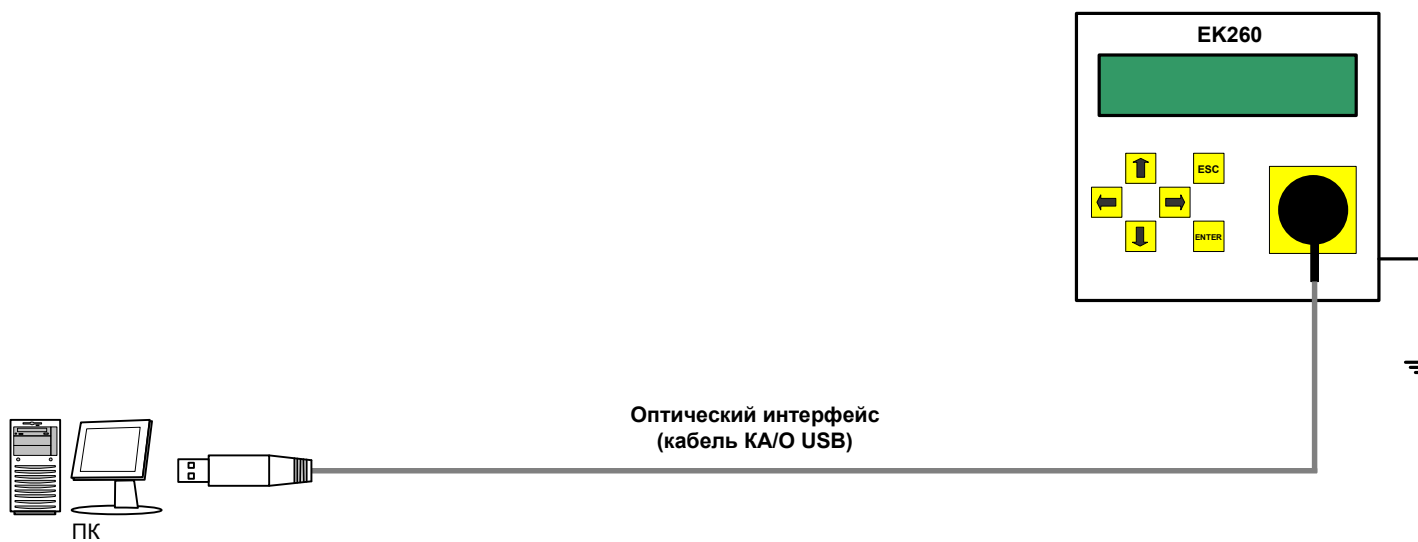 EK260
ESC
ENTER
Оптический интерфейс
(кабель КА/О USB)
ПК